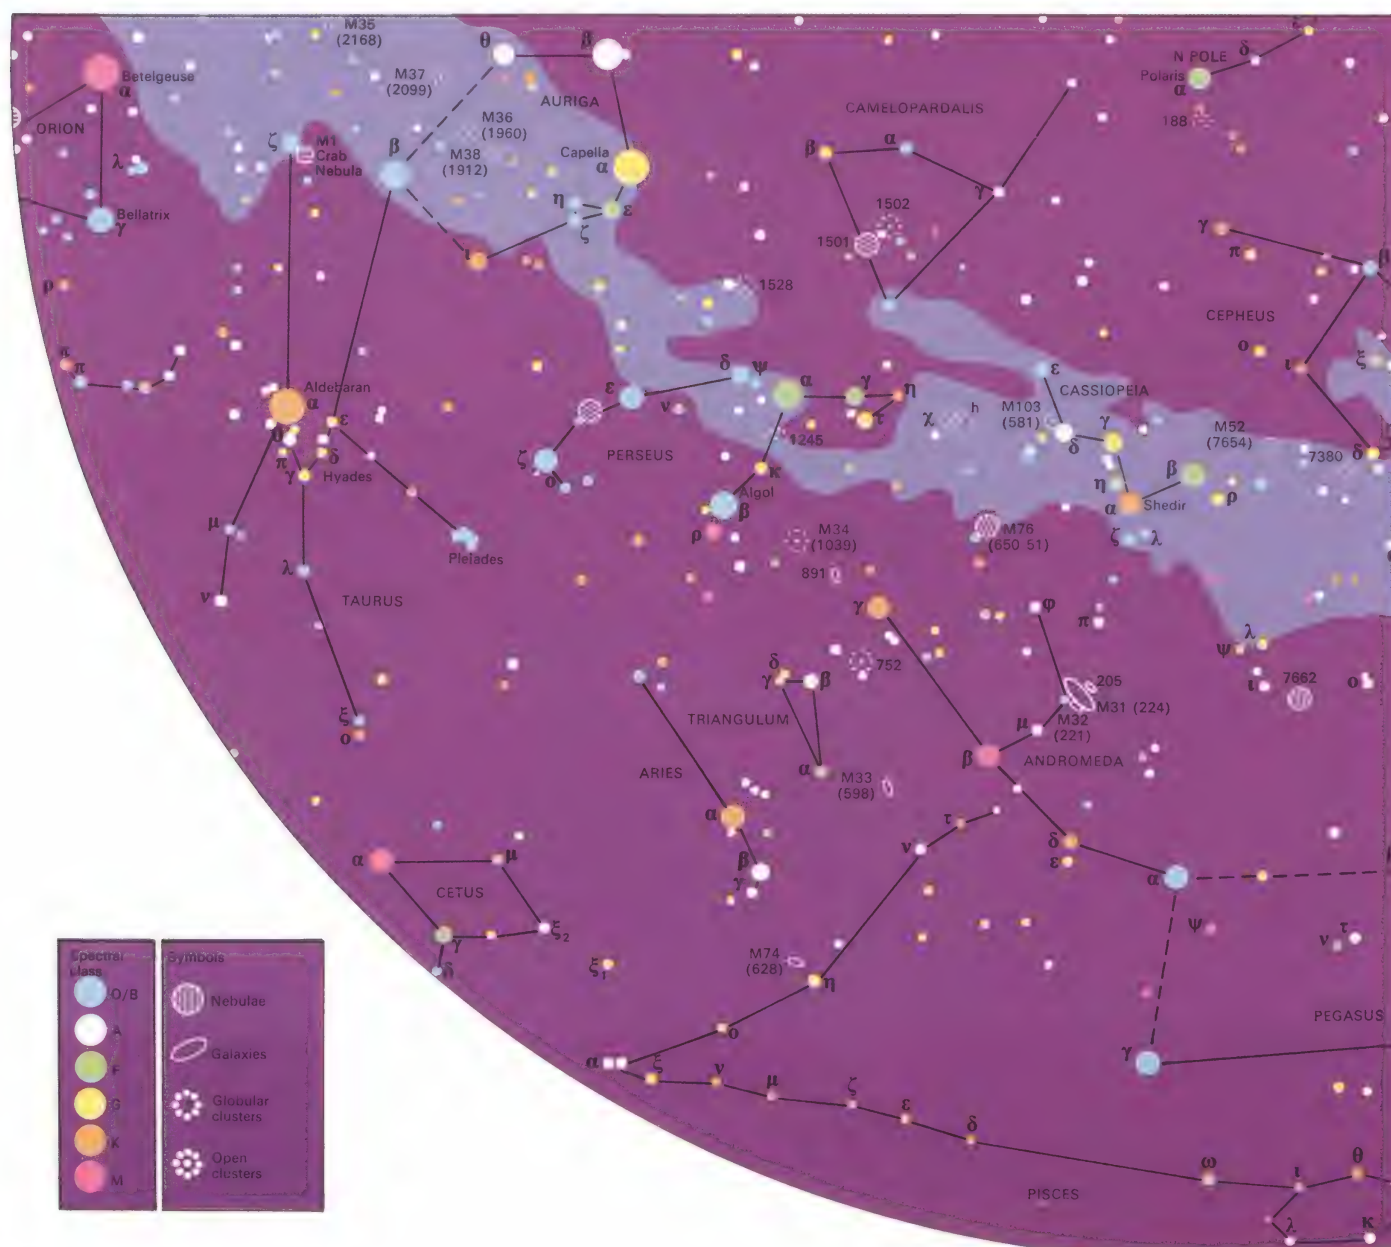 M35
(2168)
θ
β
δ
N POLE
Polaris
α
188
M37
(2099)
AURIGA
CAMELOPARDALIS
Betelgeuse
α
ORION
M36
(1960)
M38
(1912)
ζ
M1
Crab
Nebula
β
Capella
α
β
α
γ
λ
Bellatrix
γ
η
ε
ζ
ι
1502
1501
γ
π
β
1528
CEPHEUS
ρ
ο
ι
ξ
π
Aldebaran
α
ε
θ
π
δ
γ
Hyades
δ
ψ
ε
ν
α
γ
η
τ
ε
CASSIOPEIA
χ
h
M103
(581)
δ
γ
M52
(7654)
7380
δ
1245
PERSEUS
ζ
ο
κ
Algol
β
ρ
η
β
ρ
α
Shedir
ζ
λ
μ
Pleiades
M34
(1039)
M76
(650 51)
891
λ
ν
TAURUS
γ
φ
π
ψ
λ
752
205
M31 (224)
ι
7662
ο
δ
γ
β
TRIANGULUM
μ
M32
(221)
ξ
ο
ARIES
α
M33
(598)
β
ANDROMEDA
α
τ
ν
δ
ε
β
γ
α
μ
CETUS
γ
ξ2
δ
α
ψ
τ
ν
ξ1
M74
(628)
η
PEGASUS
ο
γ
α
ξ
ν
μ
ζ
ε
δ
ω
ι
θ
PISCES
λ
κ
Spectral
class
O/B
A
F
G
K
M
Symbols
Nebulae
Galaxies
Globular
clusters
Open
clusters